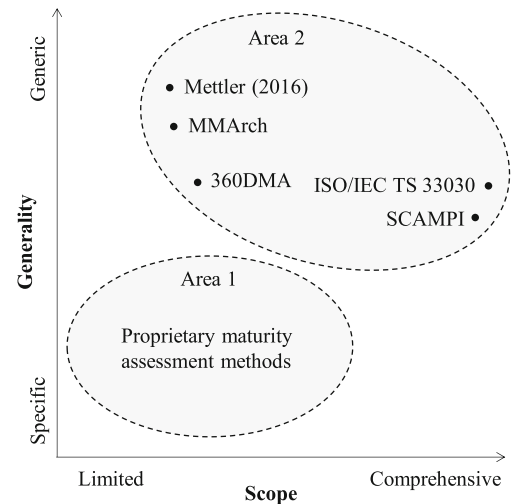 Generic
Generality
Specific
Area 2
Mettler (2016)
MMArch
360DMA
ISO/IEC TS 33030
SCAMPI
Area 1
Proprietary maturity
assessment methods
Limited
Comprehensive
Scope